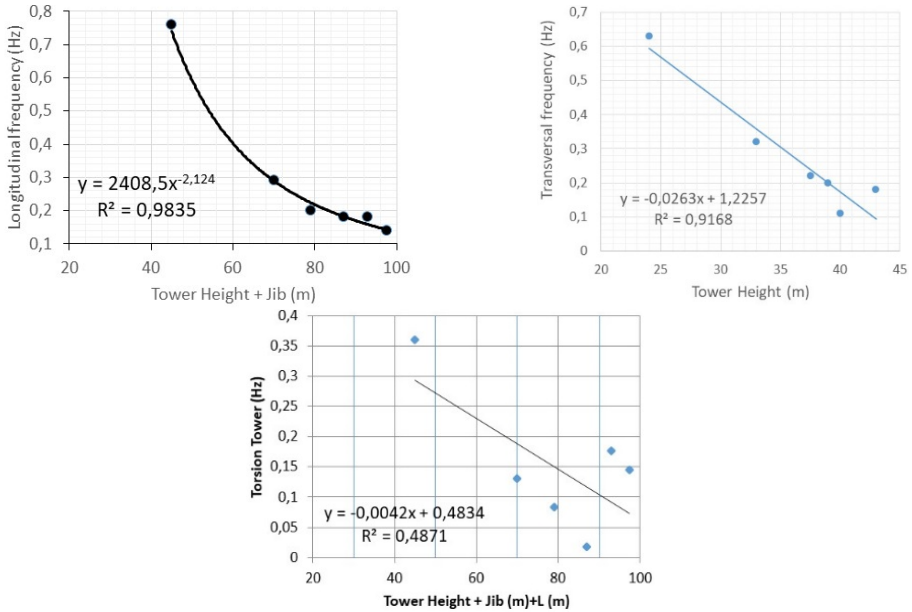 Longitudinal frequency (Hz)
0,8
0,7
0,6
0,5
0,4
0,3
0,2
0,1
y = 2408,5x-2,124
R² = 0,9835
20 40 60 80 100
Tower Height + Jib (m)
Transversal frequency (Hz)
0,7
0,6
0,5
0,4
0,3
0,2
0,1
0
y = -0,0263x + 1,2257
R² = 0,9168
20 25 30 35 40 45
Tower Height (m)
Torsion Tower (Hz)
0,4
0,35
0,3
0,25
0,2
0,15
0,1
0,05
0
y = -0,0042x + 0,4834
R² = 0,4871
20 40 60 80 100
Tower Height + Jib (m)+L (m)